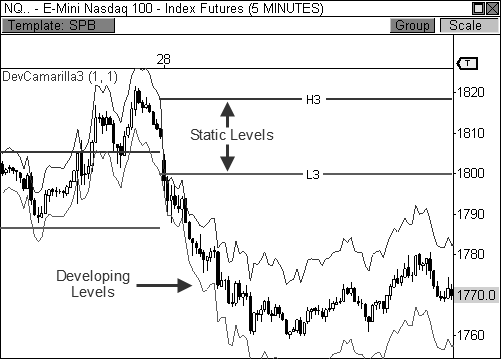 NQ.. - E-Mini Nasdaq 100 - Index Futures (5 MINUTES)
Template: SPB
Group
Scale
28
T
DevCamarilla3 (1, 1)
1820
H3
Static Levels
1810
L3
1800
1790
1780
Developing
Levels
1770.0
1760